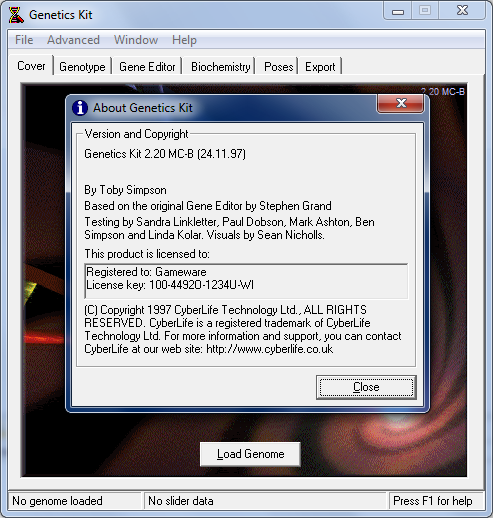 Genetics Kit
File Advanced Window Help
Cover Genotype Gene Editor Biochemistry Poses Export
2.20 MC-B
About Genetics Kit
Version and Copyright
Genetics Kit 2.20 MC-B (24.11.97)
By Toby Simpson
Based on the original Gene Editor by Stephen Grand
Testing by Sandra Linkletter, Paul Dobson, Mark Ashton, Ben
Simpson and Linda Kolar. Visuals by Sean Nicholls.
This product is licensed to:
Registered to: Gameware
License key: 100-44920-1234U-WI
(C) Copyright 1997 CyberLife Technology Ltd., ALL RIGHTS
RESERVED. CyberLife is a registered trademark of CyberLife
Technology Ltd. For more information and support, you can contact
CyberLife at our web site: http://www.cyberlife.co.uk
Close
Load Genome
No genome loaded No slider data Press F1 for help